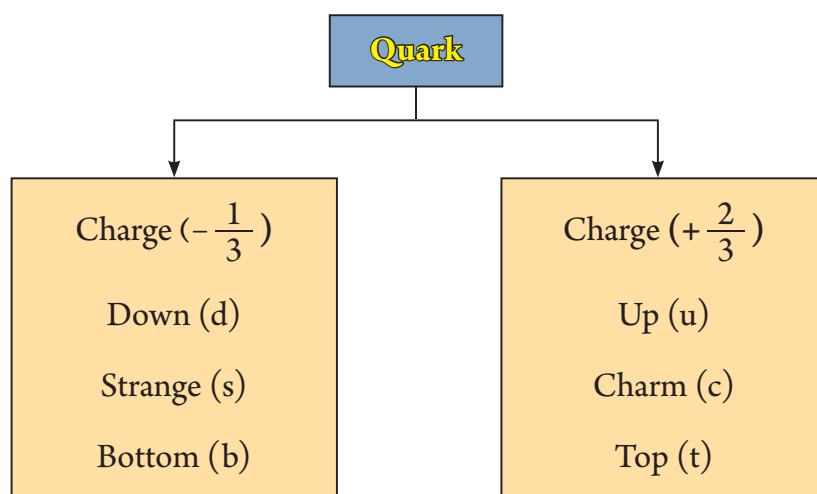 Quark
Charge (– 1/3)
Down (d)
Strange (s)
Bottom (b)
Charge (+ 2/3)
Up (u)
Charm (c)
Top (t)